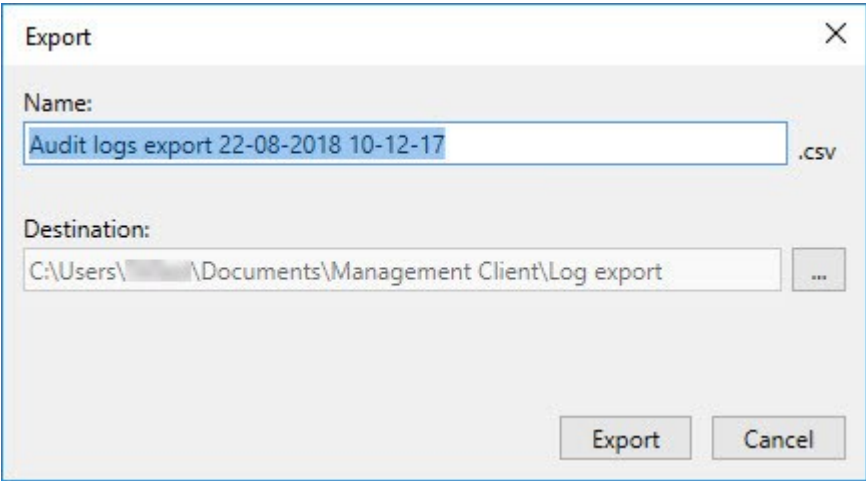 Export
Name:
Audit logs export 22-08-2018 10-12-17 .csv
Destination:
C:\Users\ \Documents\Management Client\Log export ...
Export Cancel